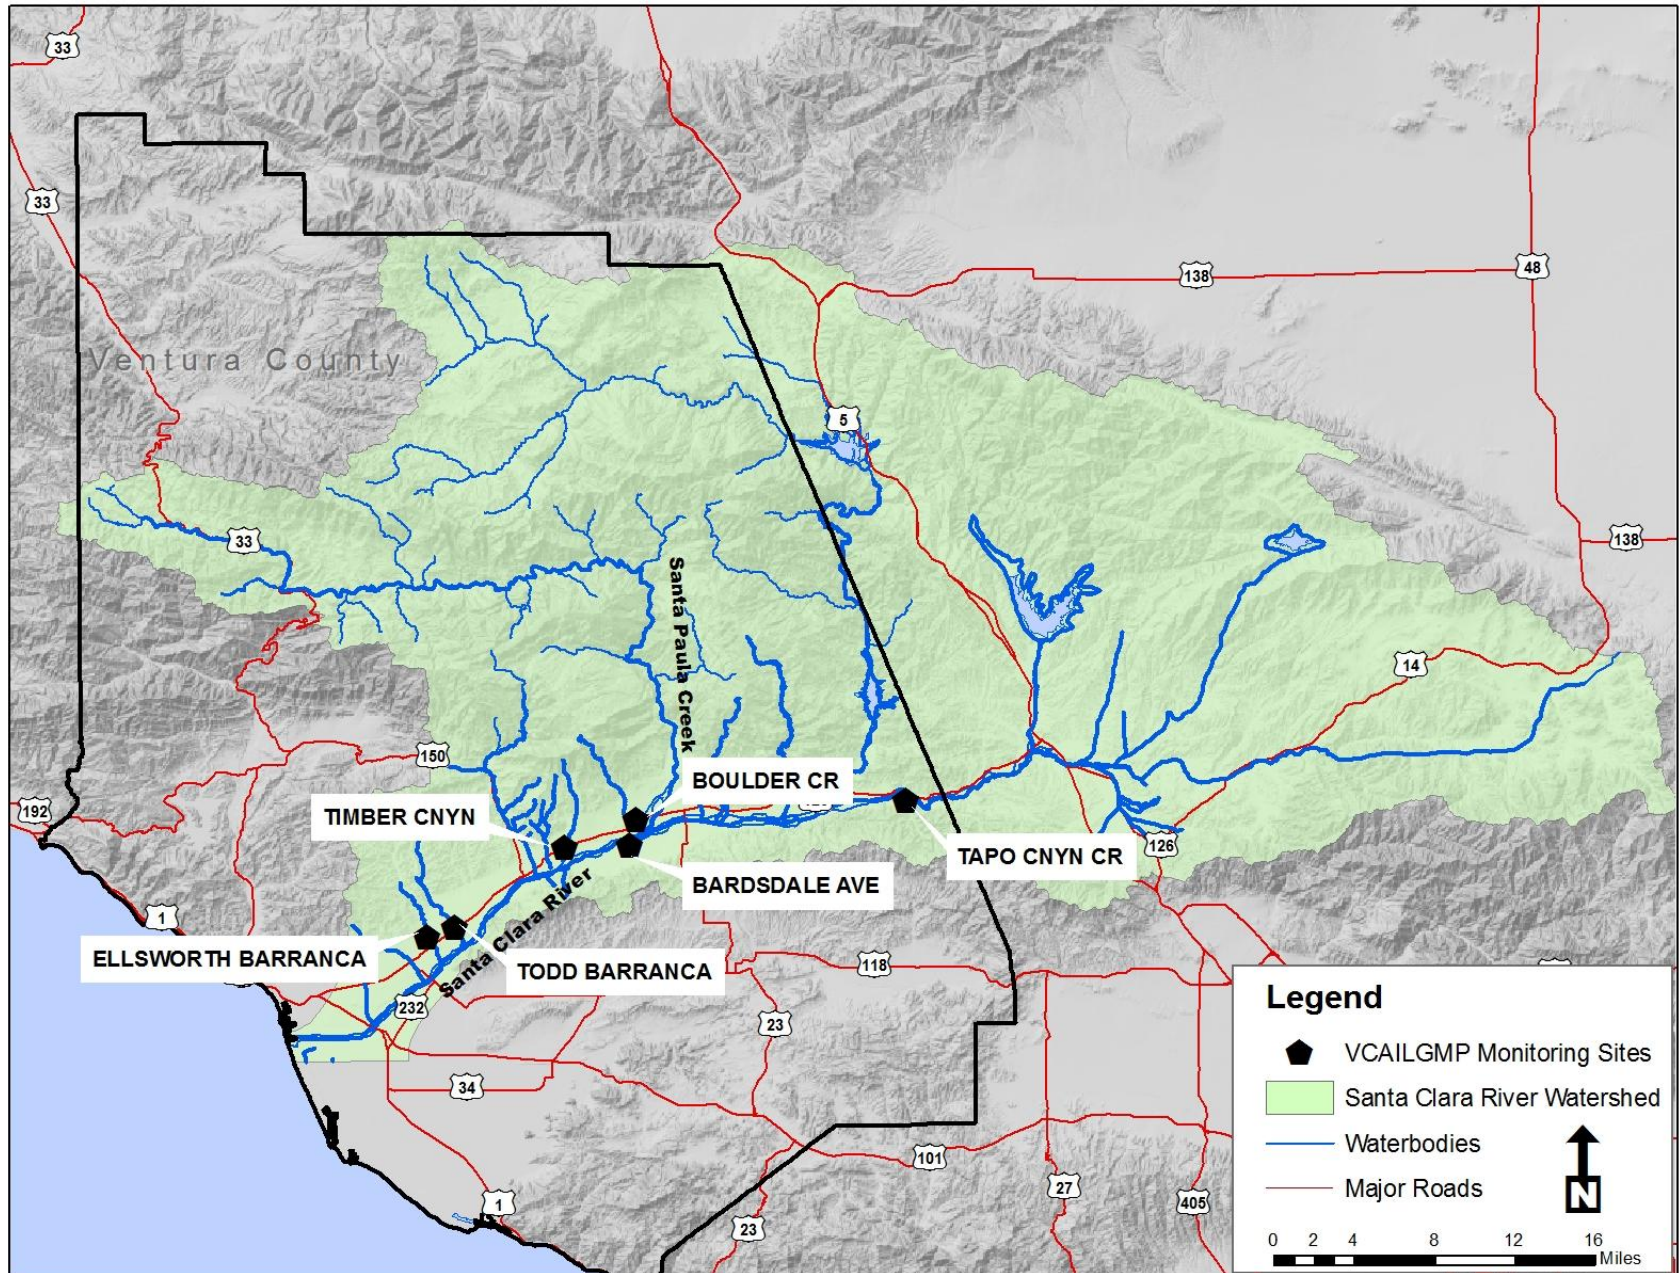 33
33
138
48
Ventura County
5
33
138
Santa Paula Creek
14
150
BOULDER CR
192
TIMBER CNYN
TAPO CNYN CR
126
BARDSDALE AVE
1
Santa Clara River
ELLSWORTH BARRANCA
TODD BARRANCA
118
232
23
34
101
27
405
1
23
Legend
VCAILGMP Monitoring Sites
Santa Clara River Watershed
Waterbodies
Major Roads
N
0 2 4 8 12 16
Miles